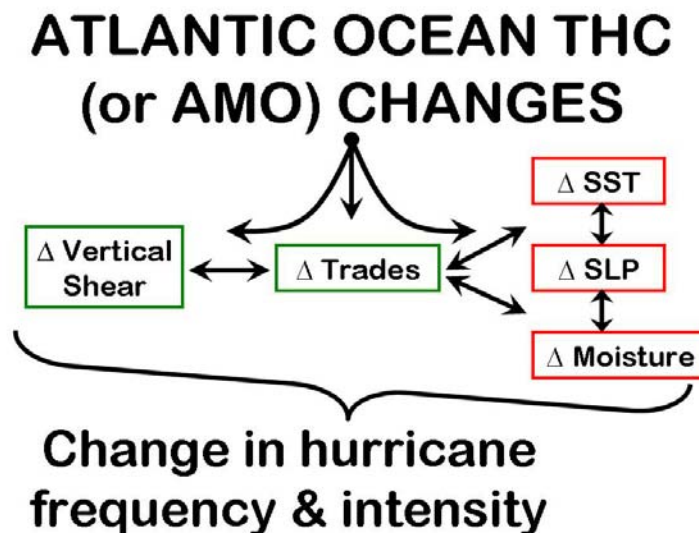 ATLANTIC OCEAN THC
(or AMO) CHANGES
Δ SST
Δ Vertical
Shear
Δ Trades
Δ SLP
Δ Moisture
Change in hurricane
frequency & intensity